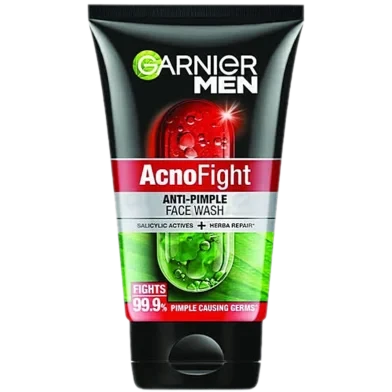 GARNIER
MEN
AcnoFight
ANTI-PIMPLE
FACE WASH
SALICYLIC ACTIVES + HERBA REPAIR*
FIGHTS
99.9% PIMPLE CAUSING GERMS*